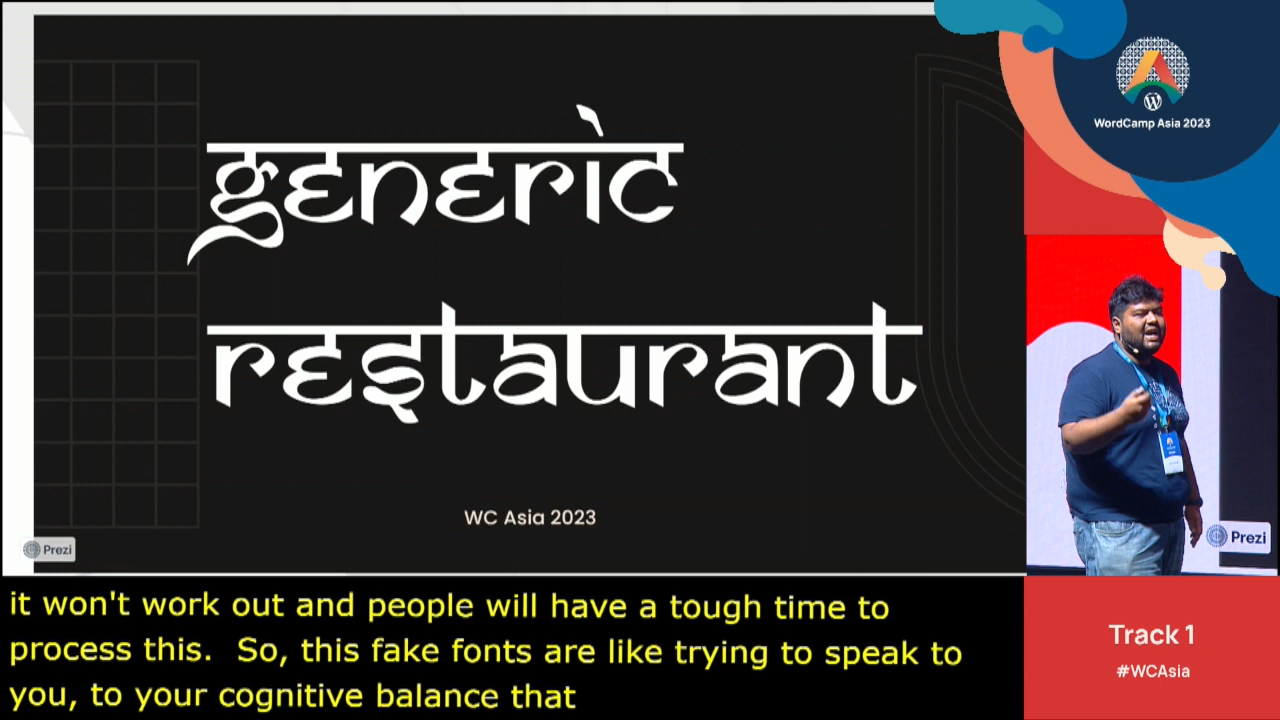 generic
restaurant
WC Asia 2023
Prezi
WordCamp Asia 2023
Prezi
it won't work out and people will have a tough time to
process this.  So, this fake fonts are like trying to speak to
you, to your cognitive balance that
Track 1
#WCAsia